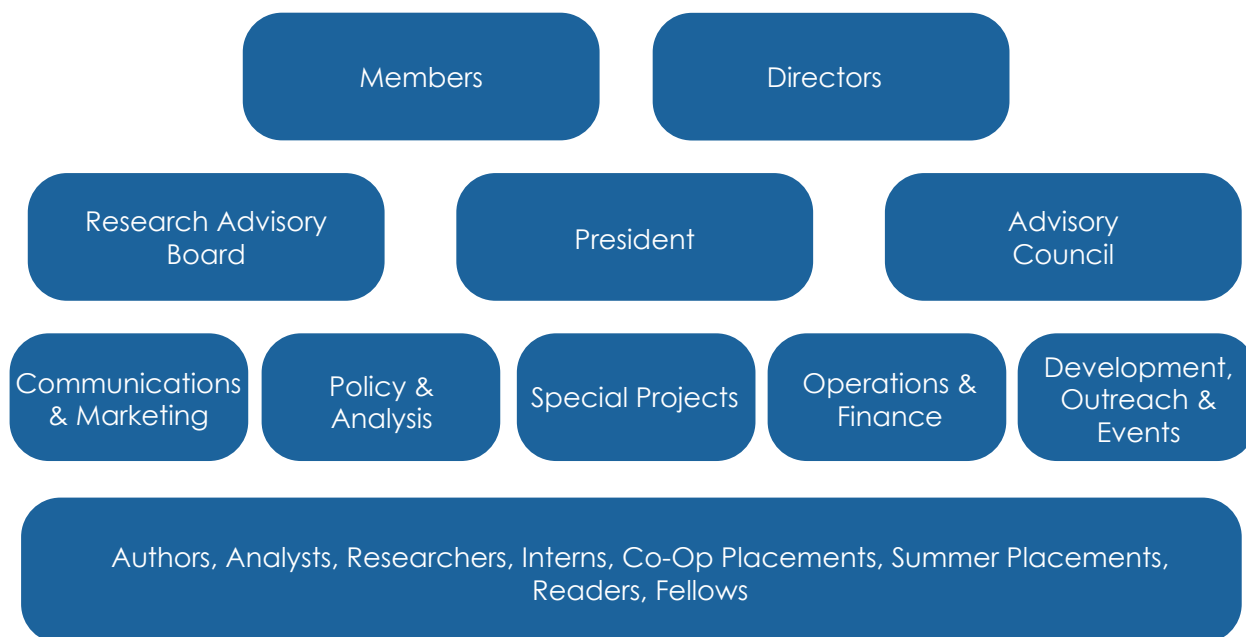 Members
Directors
Research Advisory
Board
President
Advisory
Council
Communications
& Marketing
Policy &
Analysis
Special Projects
Operations &
Finance
Development,
Outreach &
Events
Authors, Analysts, Researchers, Interns, Co-Op Placements, Summer Placements,
Readers, Fellows